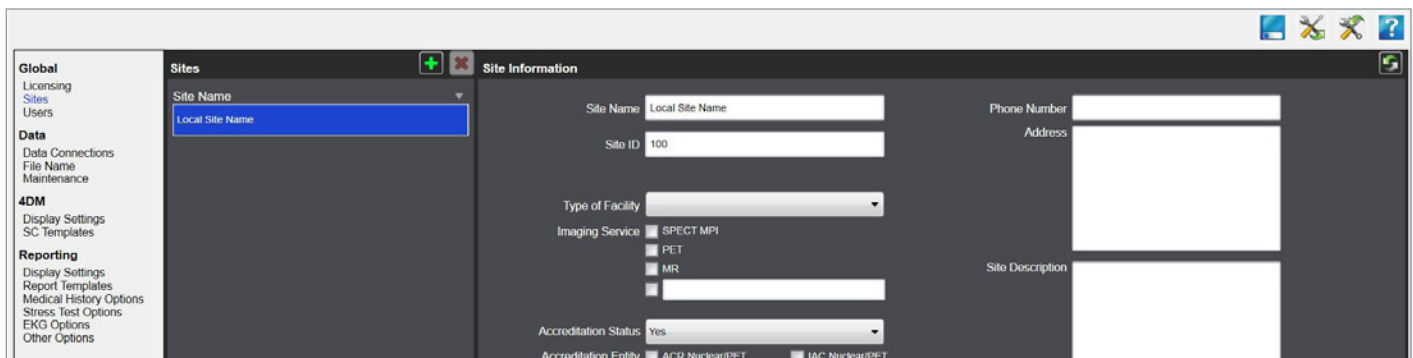 Global
Licensing
Sites
Users
Data
Data Connections
File Name
Maintenance
4DM
Display Settings
SC Templates
Reporting
Display Settings
Report Templates
Medical History Options
Stress Test Options
EKG Options
Other Options
Sites
Site Name
Local Site Name
Site Information
Site Name Local Site Name
Site ID 100
Type of Facility
Imaging Service SPECT MPI
PET
MR
Accreditation Status Yes
Accreditation Entity ACR Nuclear/PET IAC Nuclear/PET
Phone Number
Address
Site Description
?